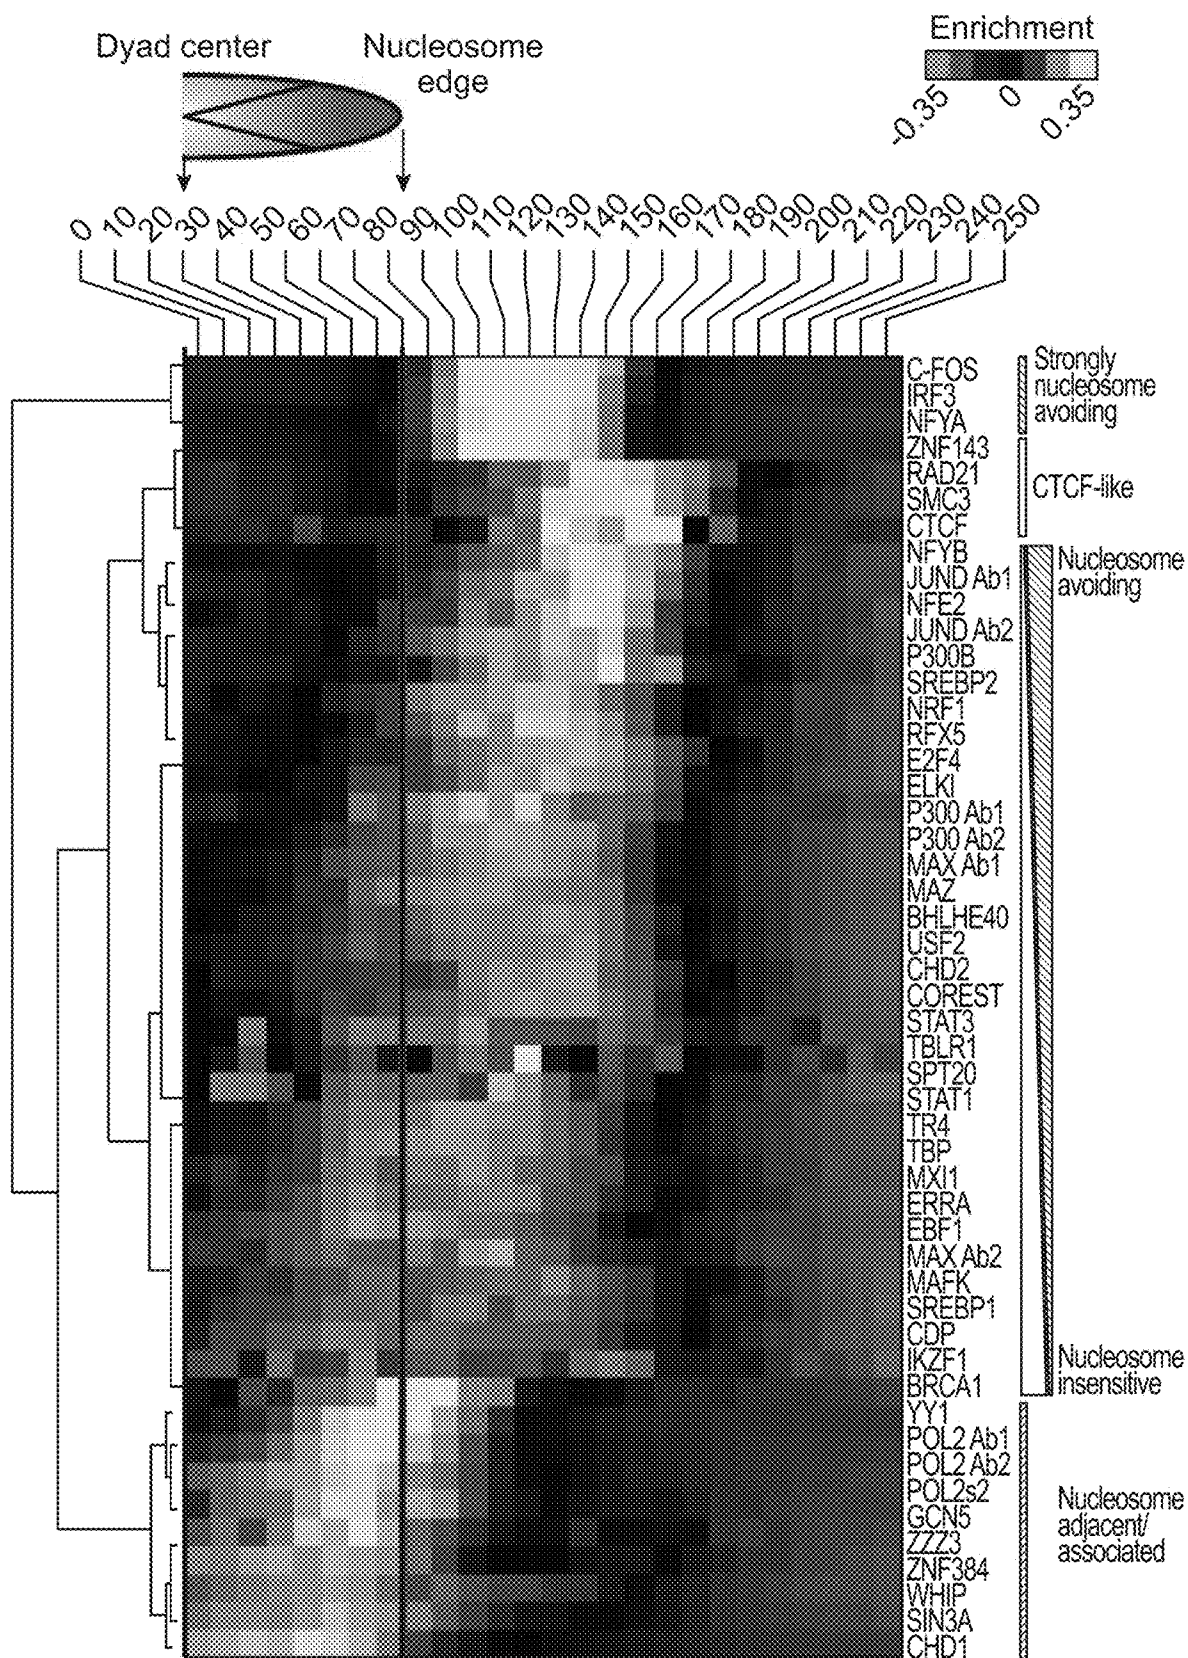 Dyad center
Nucleosome
edge
Enrichment
-0.35
0
0.35
0
10
20
30
40
50
60
70
80
90
100
110
120
130
140
150
160
170
180
190
200
210
220
230
240
250
C-FOS
IRF3
NFYA
ZNF143
RAD21
SMC3
CTCF
NFYB
JUND Ab1
NFE2
JUND Ab2
P300B
SREBP2
NRF1
RFX5
E2F4
ELKI
P300 Ab1
P300 Ab2
MAX Ab1
MAZ
BHLHE40
USF2
CHD2
COREST
STAT3
TBLR1
SPT20
STAT1
TR4
TBP
MXI1
ERRA
EBF1
MAX Ab2
MAFK
SREBP1
CDP
IKZF1
BRCA1
YY1
POL2 Ab1
POL2 Ab2
POL2s2
GCN5
ZZZ3
ZNF384
WHIP
SIN3A
CHD1
Strongly
nucleosome
avoiding
CTCF-like
Nucleosome
avoiding
Nucleosome
insensitive
Nucleosome
adjacent/
associated